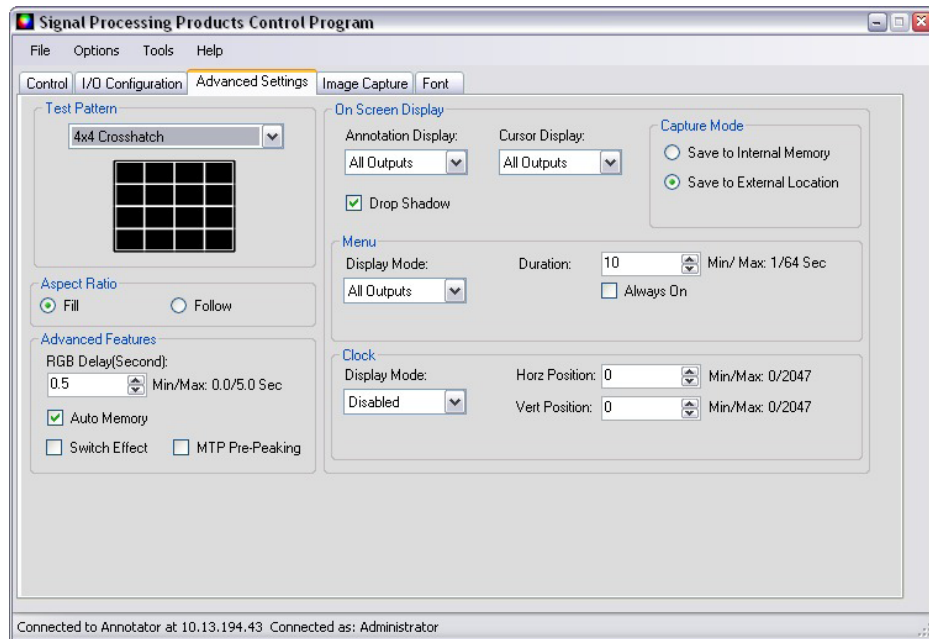 Signal Processing Products Control Program
File Options Tools Help
Control I/O Configuration Advanced Settings Image Capture Font
Test Pattern
4x4 Crosshatch
Aspect Ratio
Fill Follow
Advanced Features
RGB Delay(Second):
0.5 Min/Max: 0.0/5.0 Sec
Auto Memory
Switch Effect MTP Pre-Peaking
On Screen Display
Annotation Display: Cursor Display:
All Outputs All Outputs
Drop Shadow
Capture Mode
Save to Internal Memory
Save to External Location
Menu
Display Mode: Duration: 10 Min/ Max: 1/64 Sec
All Outputs Always On
Clock
Display Mode: Horz Position: 0 Min/Max: 0/2047
Disabled Vert Position: 0 Min/Max: 0/2047
Connected to Annotator at 10.13.194.43 Connected as: Administrator